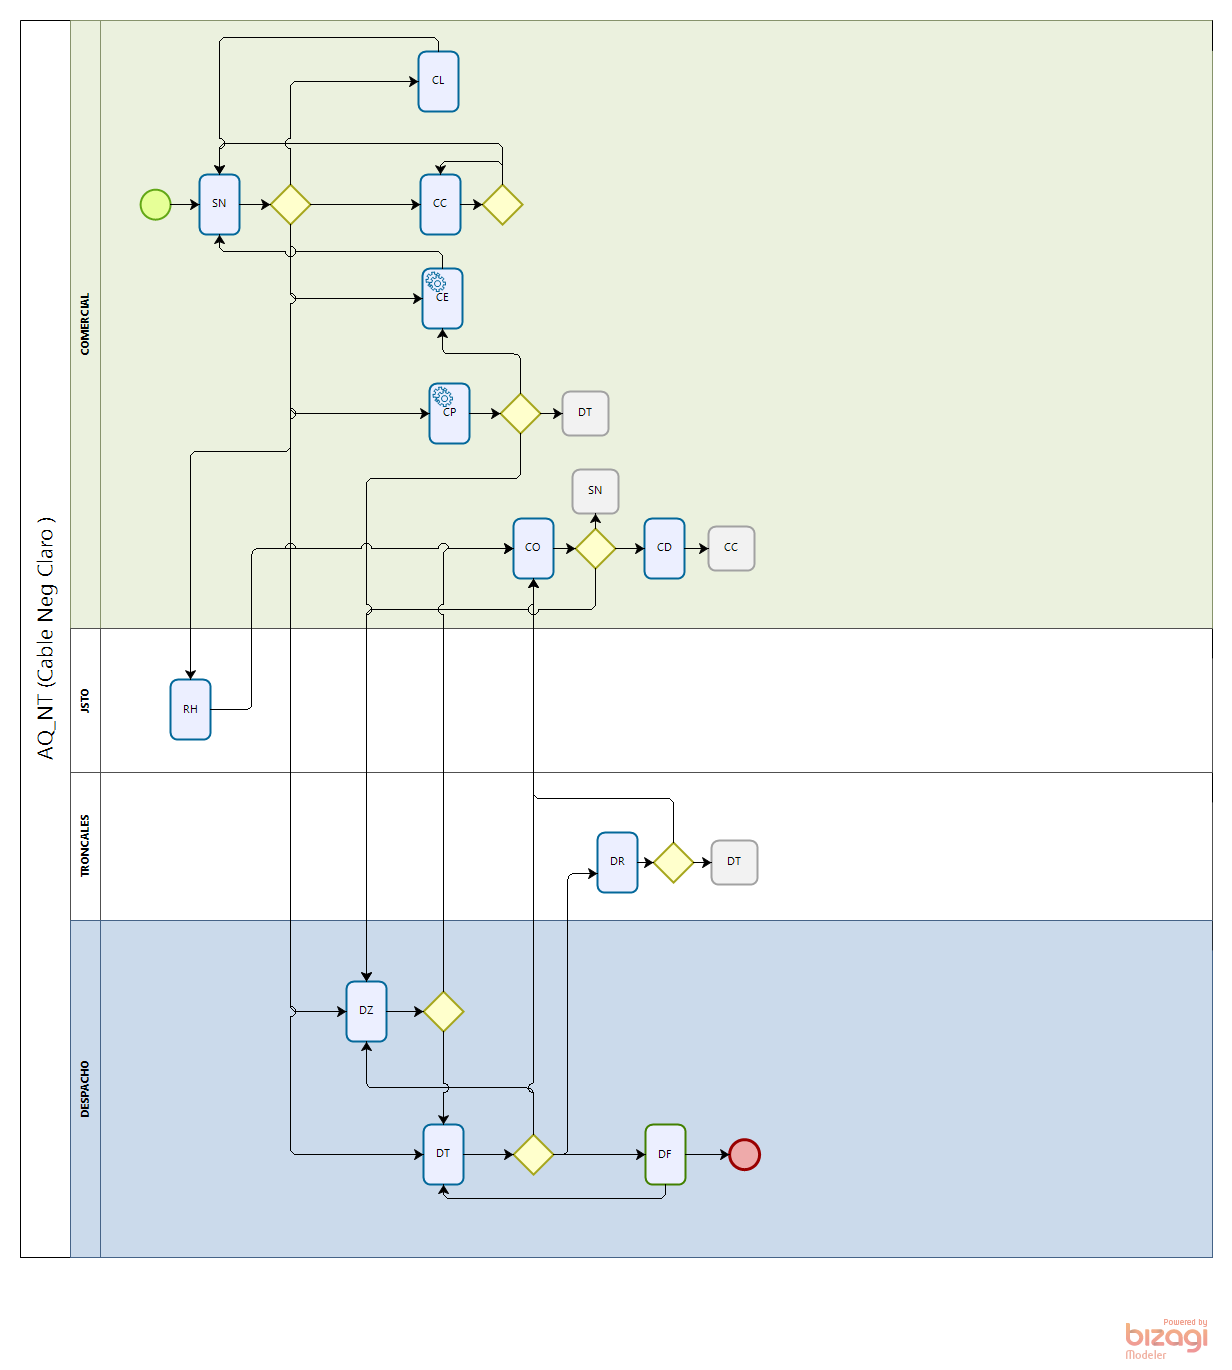 AQ_NT (Cable Neg Claro )
COMERCIAL
CL
SN
CC
CE
CP
DT
SN
CO
CD
CC
JSTO
RH
TRONCALES
DR
DT
DESPACHO
DZ
DT
DF
Powered by
bizagi
Modeler